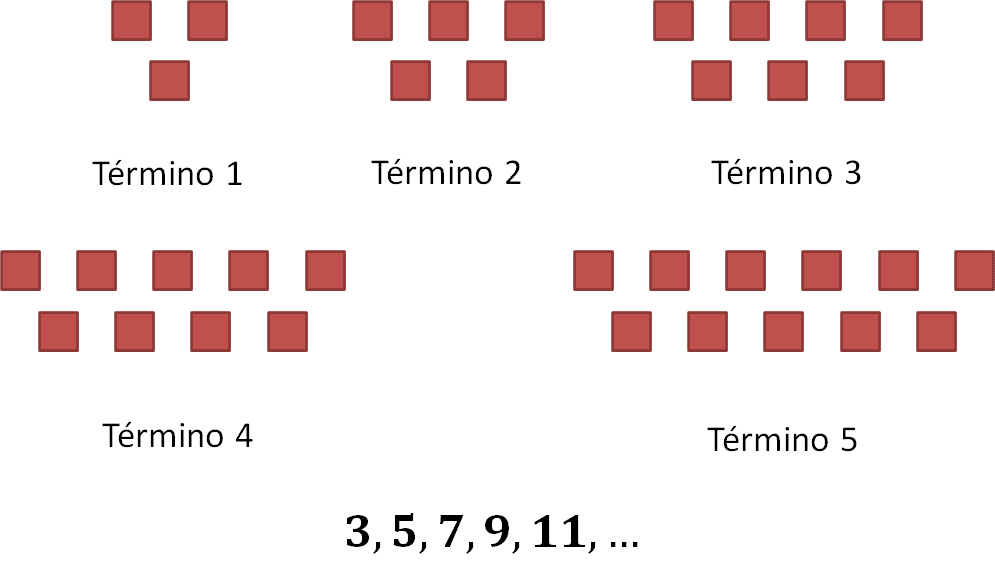 Término 1
Término 2
Término 3
Término 4
Término 5
3, 5, 7, 9, 11, ...